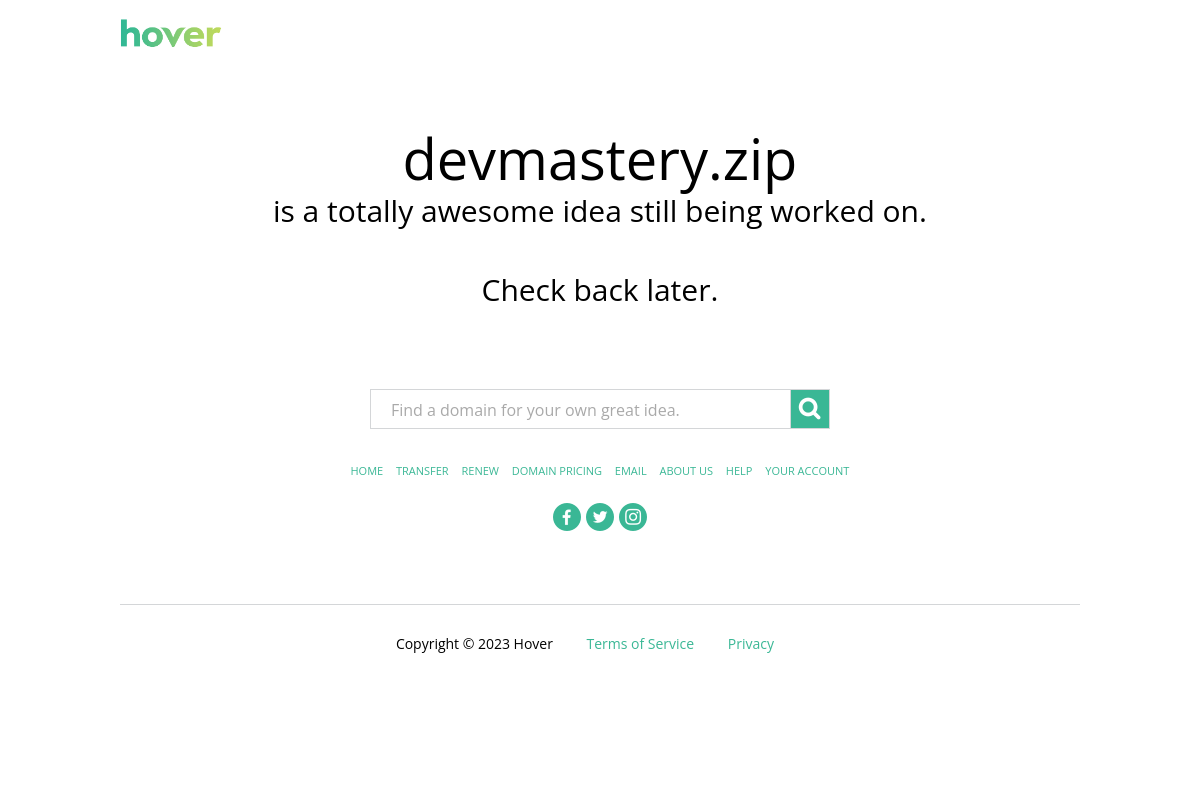 hover
devmastery.zip
is a totally awesome idea still being worked on.
Check back later.
Find a domain for your own great idea.
HOME TRANSFER RENEW DOMAIN PRICING EMAIL ABOUT US HELP YOUR ACCOUNT
Copyright © 2023 Hover Terms of Service Privacy